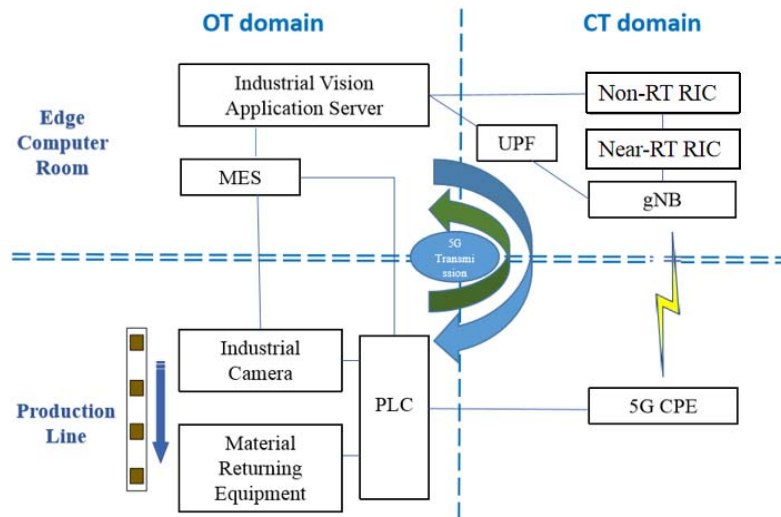 OT domain
CT domain
Industrial Vision
Application Server
Non-RT RIC
Edge
Computer
Room
UPF
Near-RT RIC
MES
gNB
5G
Transmi
ssion
Industrial
Camera
PLC
5G CPE
Production
Line
Material
Returning
Equipment